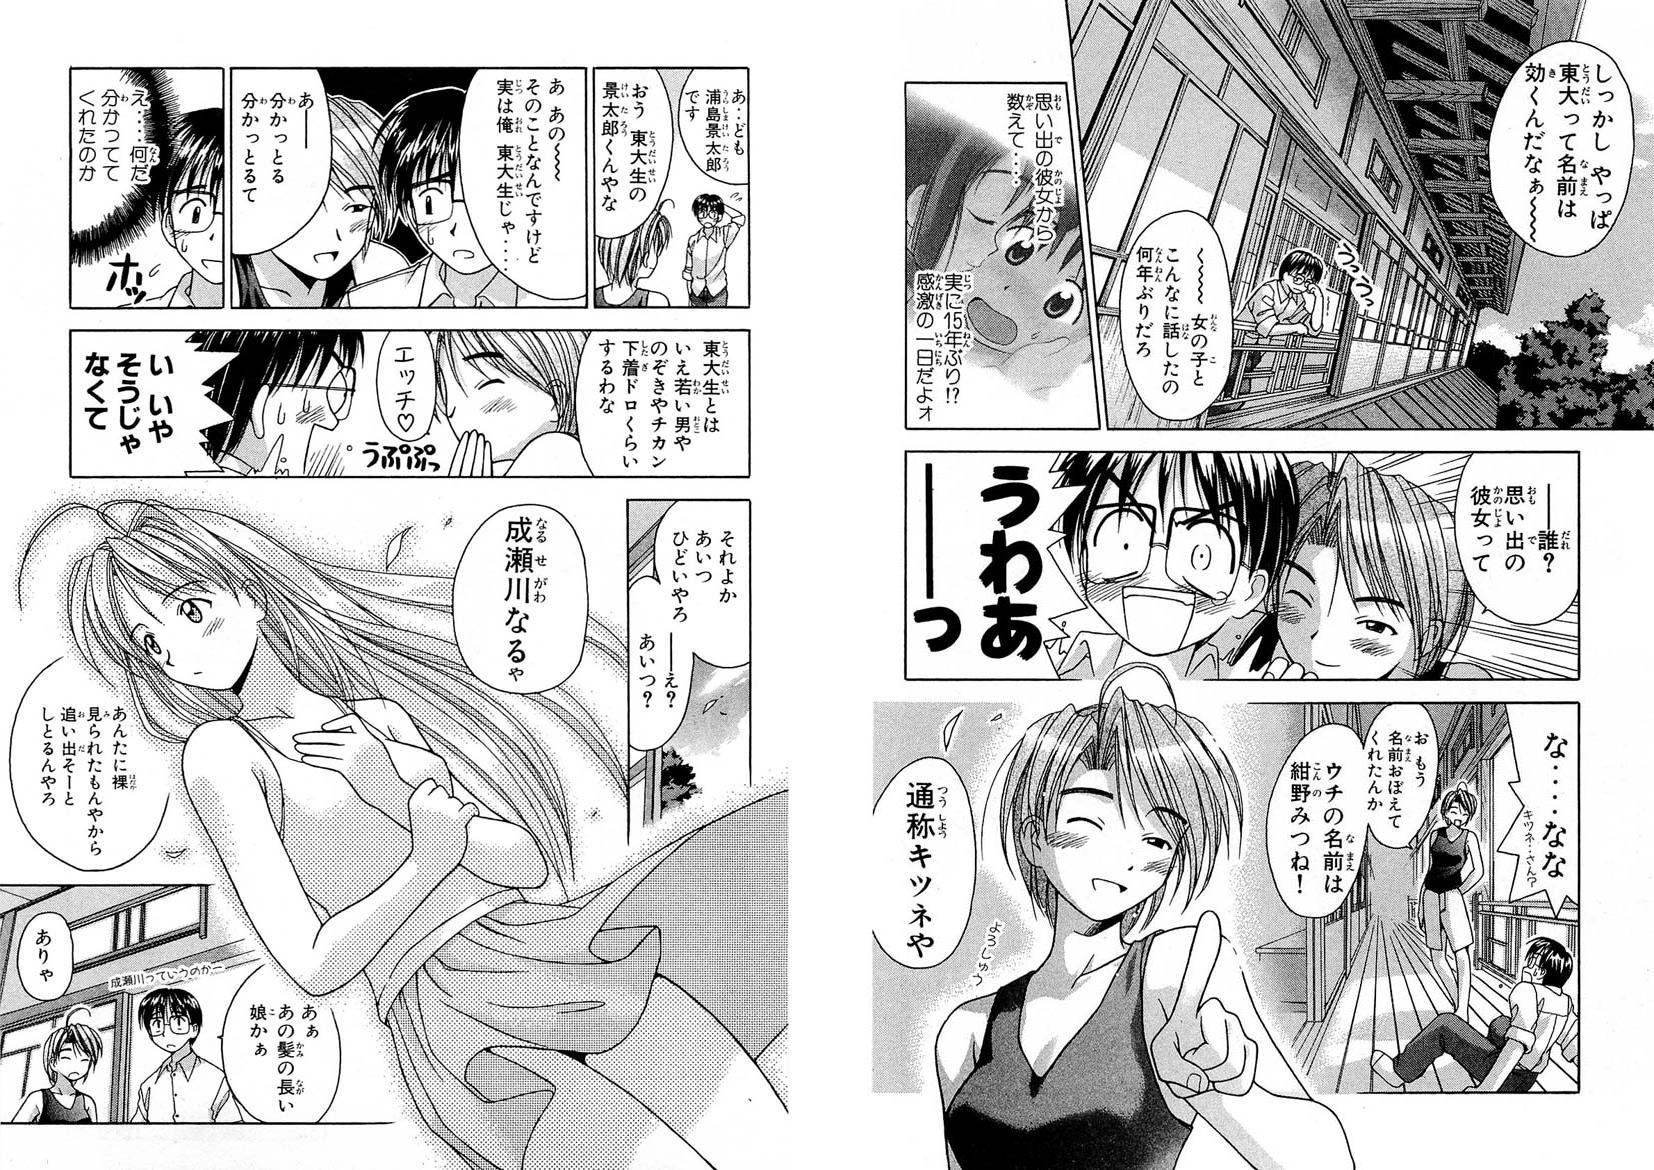 しっかし やっぱ
東大って名前は
効くんだなぁ〜〜
く〜〜 女の子と
こんなに話したの
何年ぶりだろ
うっうっ
思い出の彼女から
数えて‥‥
実に15年ぶり!?
感激の一日だよォ
──誰?
思い出の
彼女って
うわあ
──っ
な‥‥なな
キツネ‥さん?
お もう
名前おぼえて
くれたんか
ウチの名前は
紺野みつね!
通称キツネや
よろしゅう
あ‥ども
浦島景太郎
です
おう 東大生の
景太郎くんやな
あ あの〜〜
そのことなんですけど
実は俺 東大生じゃ‥‥
あー
分かっとる
分かっとるて
え‥‥何だ
分かってて
くれたのか
ホッ
東大生とは
いえ若い男や
のぞきやチカン
下着ドロくらい
するわな
エッチ♡
うぷぷっ
い いや
そうじゃ
なくて
それよか
あいつ
ひどいやろ
──え?
あいつ?
成瀬川なるゃ
あんたに裸
見られたもんやから
追い出そーと
しとるんやろ
あぁ
あの髪の長い
娘かぁ
成瀬川っていうのかー
ありゃ